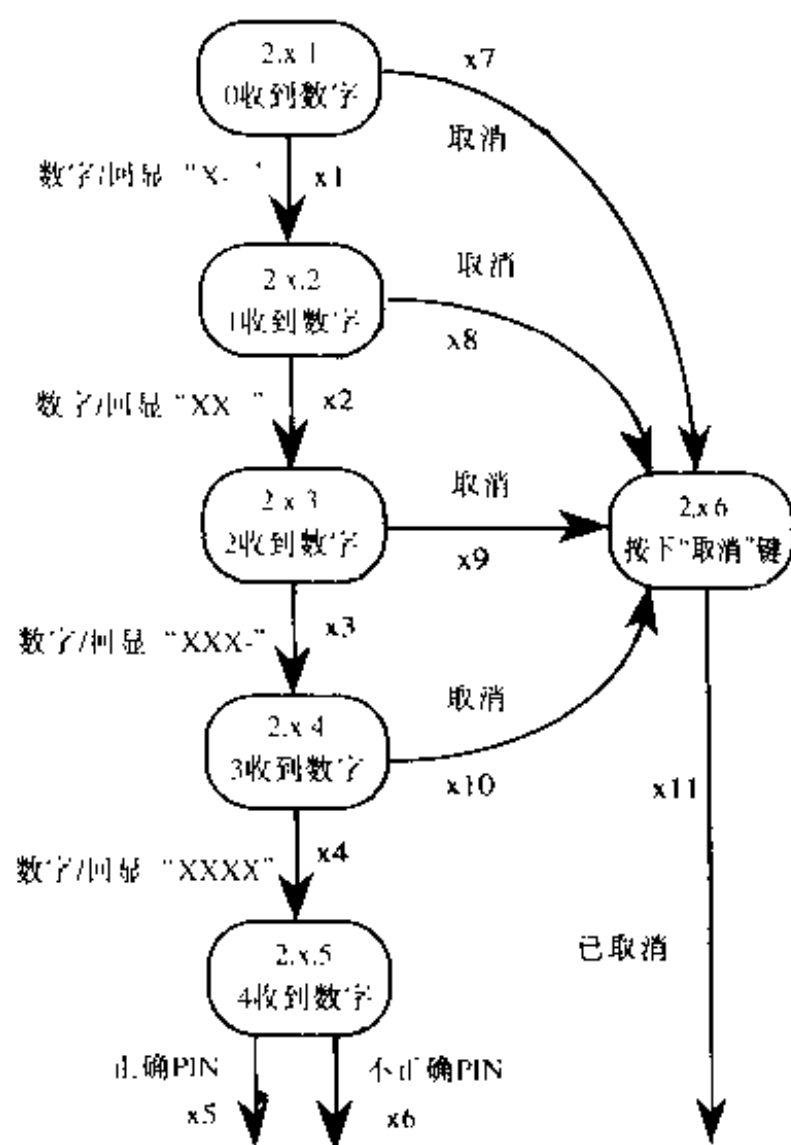 2.x.1
0收到数字
x7
取消
数字/回显 "X- "
x1
2.x.2
1收到数字
取消
x8
数字/回显 "XX "
x2
2.x.3
2收到数字
取消
x9
2.x.6
按下"取消"键
数字/回显 "XXX-"
x3
2.x.4
3收到数字
取消
x10
x11
数字/回显 "XXXX"
x4
2.x.5
4收到数字
已取消
正确PIN
x5
不正确PIN
x6